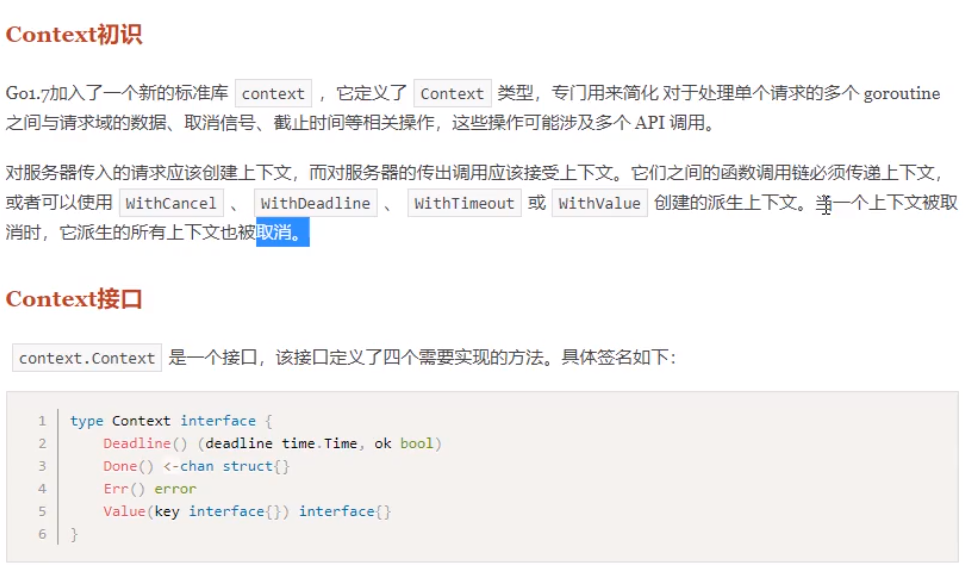 Context初识
Go1.7加入了一个新的标准库 context ，它定义了 Context 类型，专门用来简化 对于处理单个请求的多个 goroutine
之间与请求域的数据、取消信号、截止时间等相关操作，这些操作可能涉及多个 API 调用。
对服务器传入的请求应该创建上下文，而对服务器的传出调用应该接受上下文。它们之间的函数调用链必须传递上下文，
或者可以使用 WithCancel 、 WithDeadline 、 WithTimeout 或 WithValue 创建的派生上下文。当一个上下文被取
消时，它派生的所有上下文也被取消。
Context接口
context.Context 是一个接口，该接口定义了四个需要实现的方法。具体签名如下：
1 type Context interface {
2 Deadline() (deadline time.Time, ok bool)
3 Done() <-chan struct{}
4 Err() error
5 Value(key interface{}) interface{}
6 }